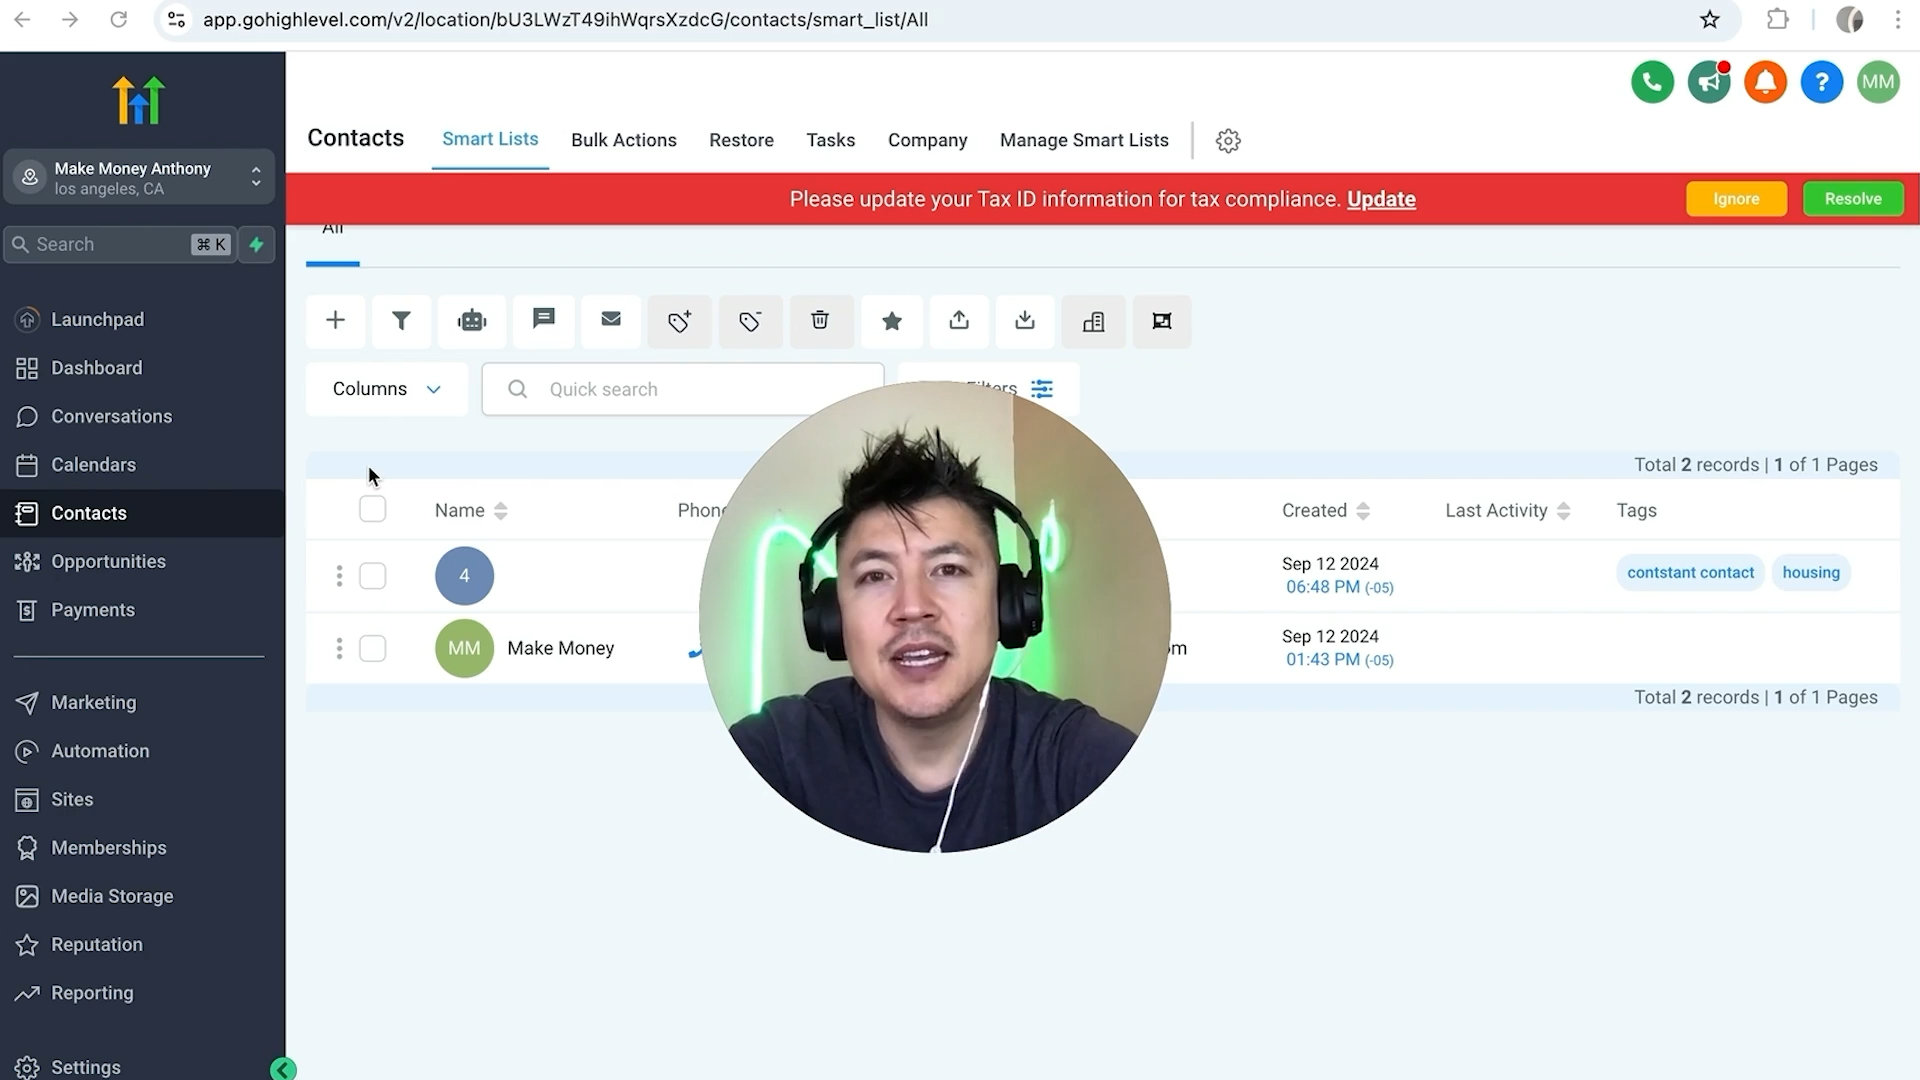 app.gohighlevel.com/v2/location/bU3LWzT49ihWqrsXzdcG/contacts/smart_list/All
MM
Contacts Smart Lists Bulk Actions Restore Tasks Company Manage Smart Lists
Make Money Anthony
los angeles, CA
Please update your Tax ID information for tax compliance. Update Ignore Resolve
All
Search ⌘ K
Launchpad
Dashboard
Conversations
Calendars
Contacts
Opportunities
Payments
Marketing
Automation
Sites
Memberships
Media Storage
Reputation
Reporting
Settings
Columns Quick search
Total 2 records | 1 of 1 Pages
Name Created Last Activity Tags
4 Sep 12 2024 contstant contact housing
06:48 PM (-05)
MM Make Money Sep 12 2024
01:43 PM (-05)
Total 2 records | 1 of 1 Pages